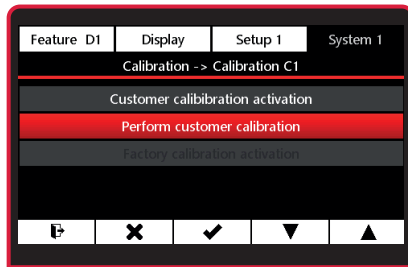 Feature D1 Display Setup 1 System 1
Calibration -> Calibration C1
Customer calibibration activation
Perform customer calibration
Factory calibration activation